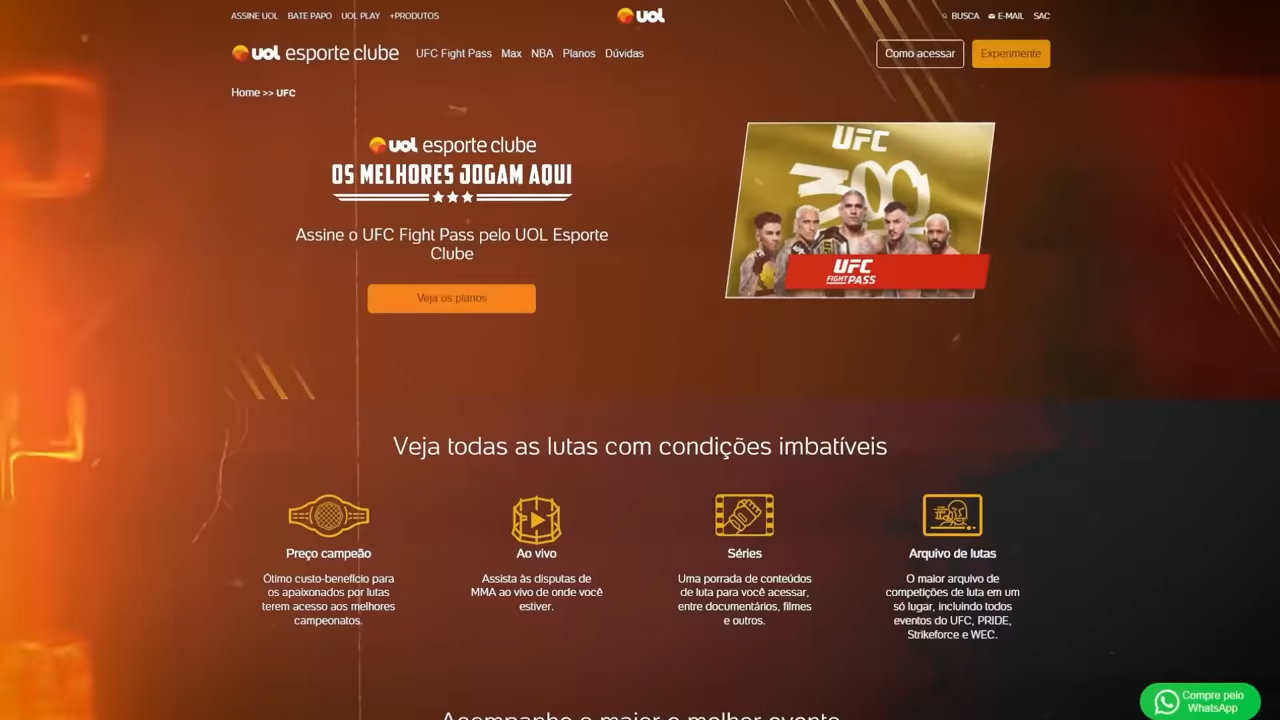 ASSINE UOL BATE PAPO UOL PLAY +PRODUTOS
uol
BUSCA E-MAIL SAC
uol esporte clube
UFC Fight Pass Max NBA Planos Dúvidas
Como acessar
Experimente
Home >> UFC
uol esporte clube
OS MELHORES JOGAM AQUI
Assine o UFC Fight Pass pelo UOL Esporte
Clube
Veja os planos
UFC
300
UFC
FIGHT PASS
Veja todas as lutas com condições imbatíveis
Preço campeão
Ótimo custo-benefício para
os apaixonados por lutas
terem acesso aos melhores
campeonatos.
Ao vivo
Assista às disputas de
MMA ao vivo de onde você
estiver.
Séries
Uma porrada de conteúdos
de luta para você acessar,
entre documentários, filmes
e outros.
Arquivo de lutas
O maior arquivo de
competições de luta em um
só lugar, incluindo todos
eventos do UFC, PRIDE,
Strikeforce e WEC.
Compre pelo
WhatsApp
Acompanhe o maior e melhor evento